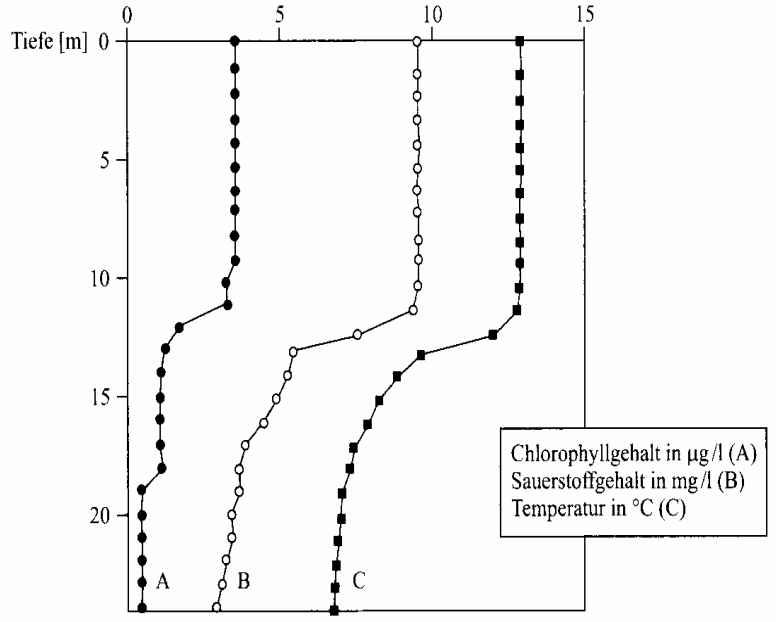 0 5 10 15
Tiefe [m] 0
5
10
15
20
A B C
Chlorophyllgehalt in µg/l (A)
Sauerstoffgehalt in mg/l (B)
Temperatur in °C (C)